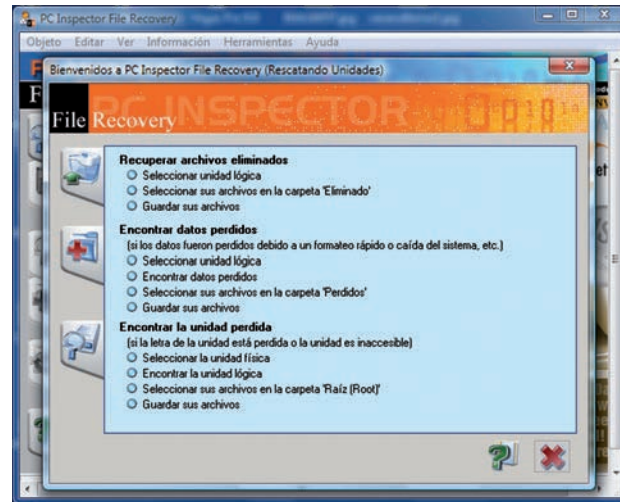 PC Inspector File Recovery
Objeto Editar Ver Información Herramientas Ayuda
Bienvenidos a PC Inspector File Recovery (Rescatando Unidades)
PC INSPECTOR
File Recovery
Recuperar archivos eliminados
Seleccionar unidad lógica
Seleccionar sus archivos en la carpeta 'Eliminado'
Guardar sus archivos
Encontrar datos perdidos
(si los datos fueron perdidos debido a un formateo rápido o caída del sistema, etc.)
Seleccionar unidad lógica
Encontrar datos perdidos
Seleccionar sus archivos en la carpeta 'Perdidos'
Guardar sus archivos
Encontrar la unidad perdida
(si la letra de la unidad está perdida o la unidad es inaccesible)
Seleccionar la unidad física
Encontrar la unidad lógica
Seleccionar sus archivos en la carpeta 'Raíz (Root)'
Guardar sus archivos